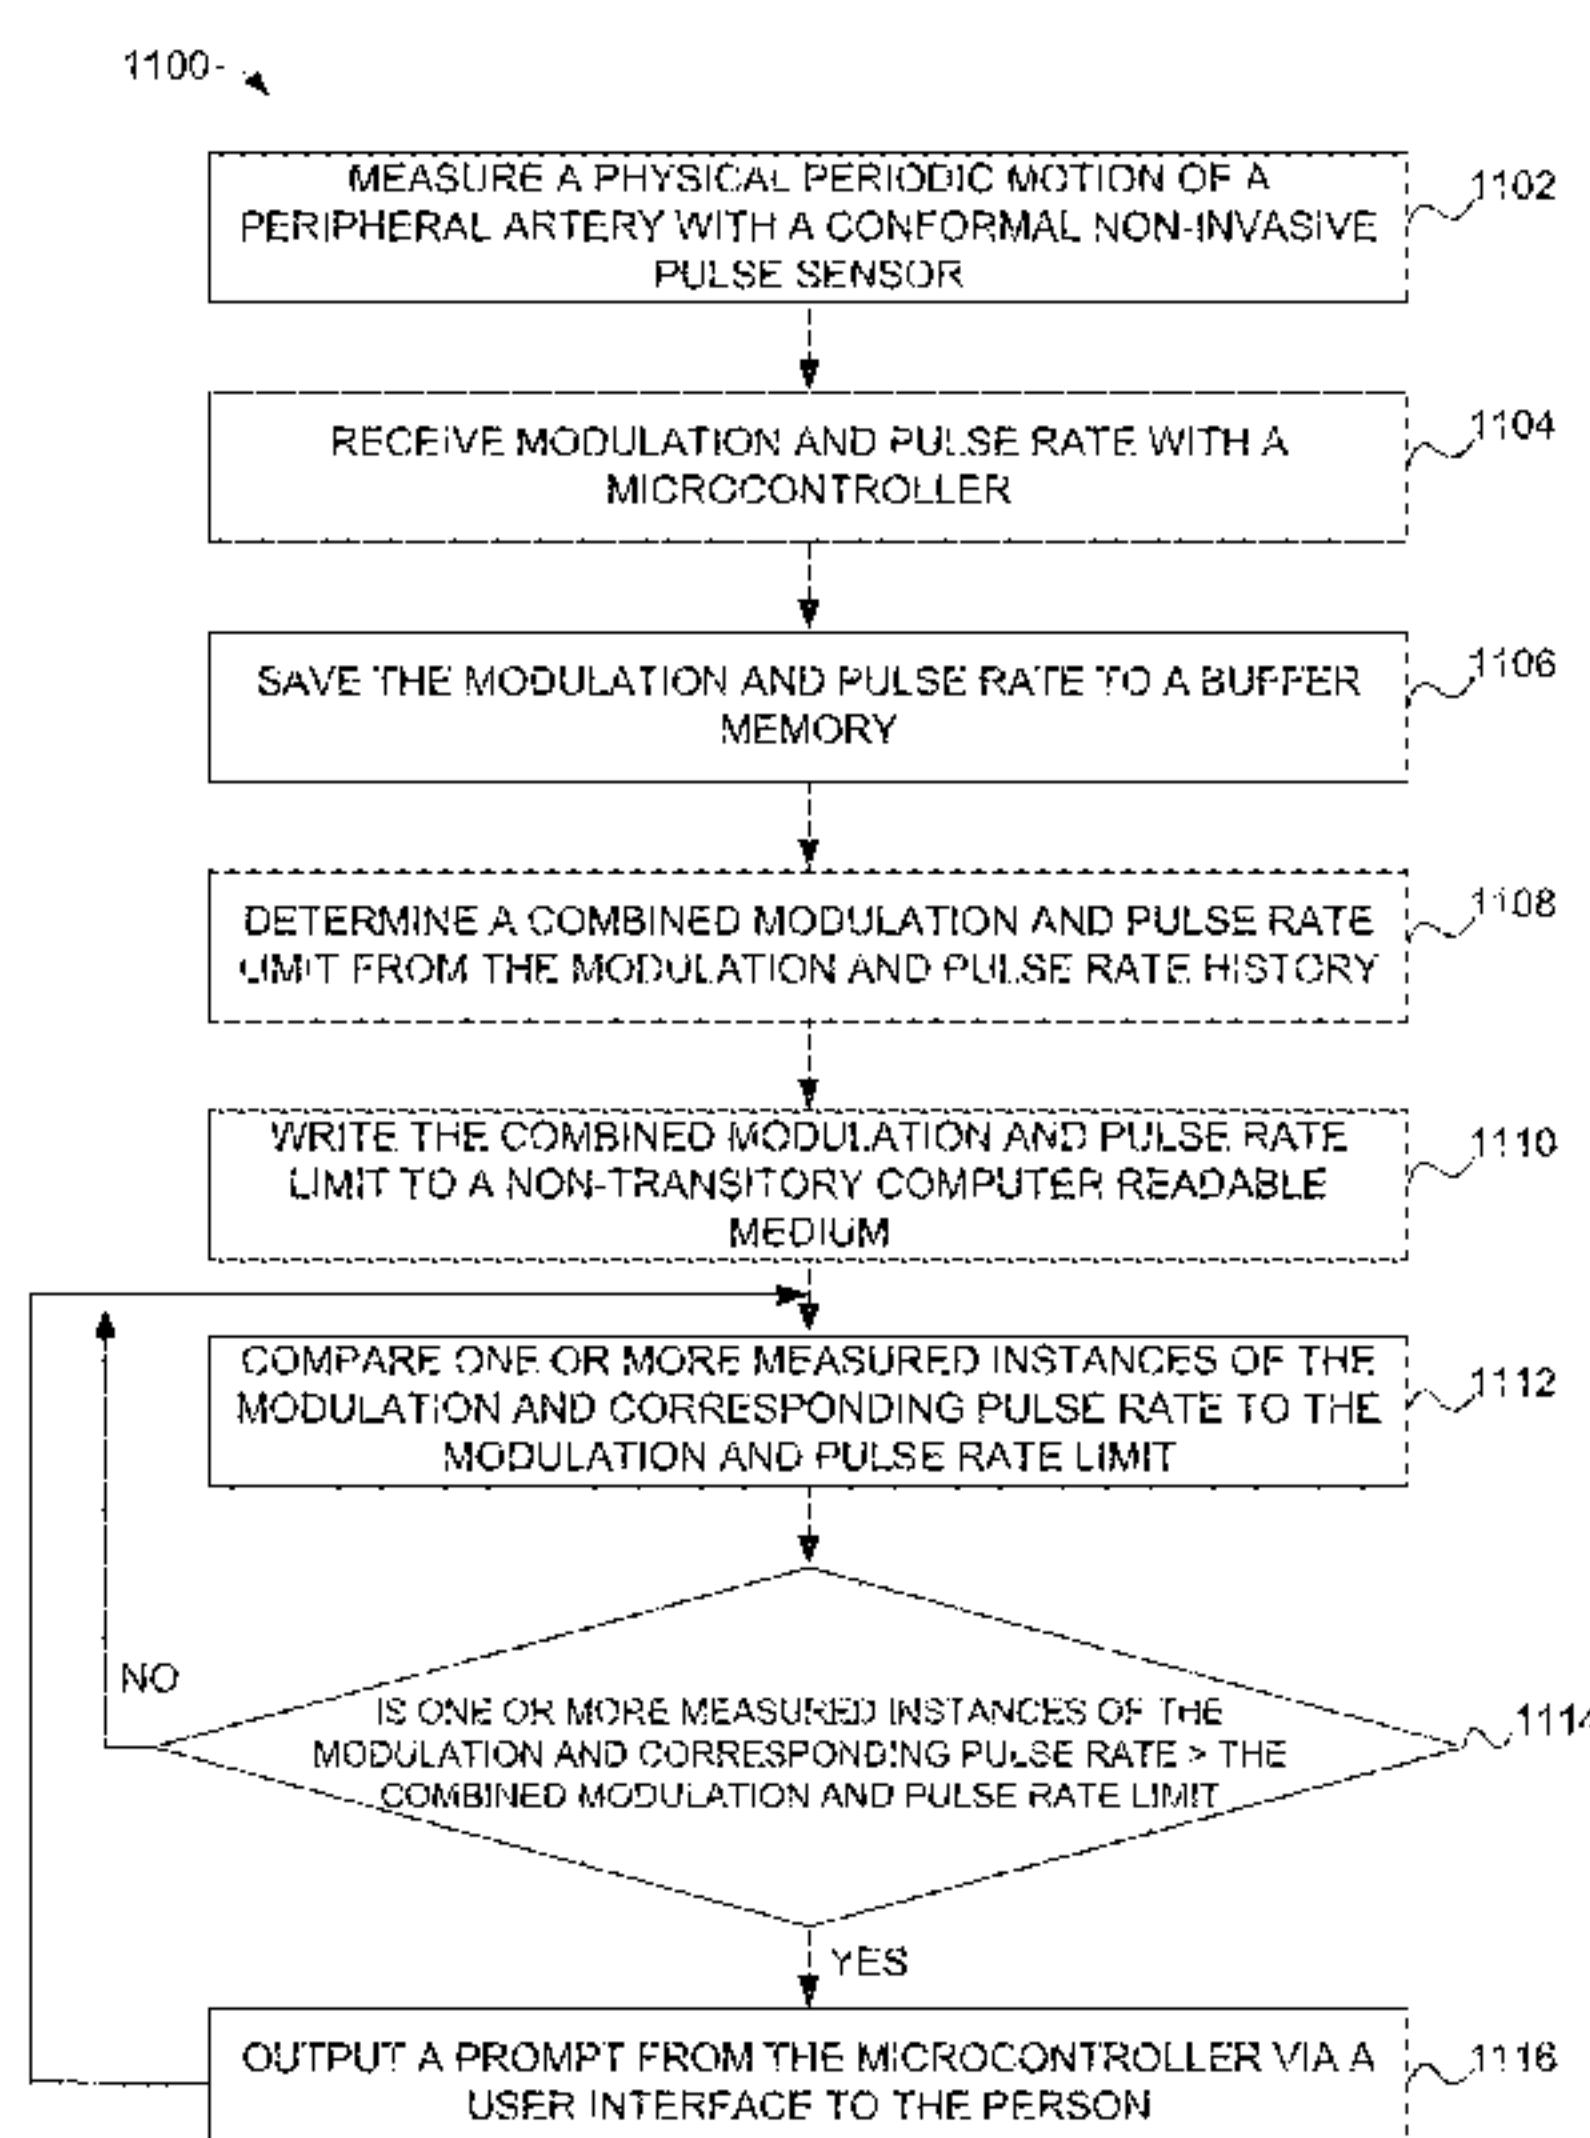 1100
MEASURE A PHYSICAL PERIODIC MOTION OF A
PERIPHERAL ARTERY WITH A CONFORMAL NON-INVASIVE
PULSE SENSOR
1102
RECEIVE MODULATION AND PULSE RATE WITH A
MICROCONTROLLER
1104
SAVE THE MODULATION AND PULSE RATE TO A BUFFER
MEMORY
1106
DETERMINE A COMBINED MODULATION AND PULSE RATE
LIMIT FROM THE MODULATION AND PULSE RATE HISTORY
1108
WRITE THE COMBINED MODULATION AND PULSE RATE
LIMIT TO A NON-TRANSITORY COMPUTER READABLE
MEDIUM
1110
COMPARE ONE OR MORE MEASURED INSTANCES OF THE
MODULATION AND CORRESPONDING PULSE RATE TO THE
MODULATION AND PULSE RATE LIMIT
1112
NO
IS ONE OR MORE MEASURED INSTANCES OF THE
MODULATION AND CORRESPONDING PULSE RATE > THE
COMBINED MODULATION AND PULSE RATE LIMIT
1114
YES
OUTPUT A PROMPT FROM THE MICROCONTROLLER VIA A
USER INTERFACE TO THE PERSON
1116